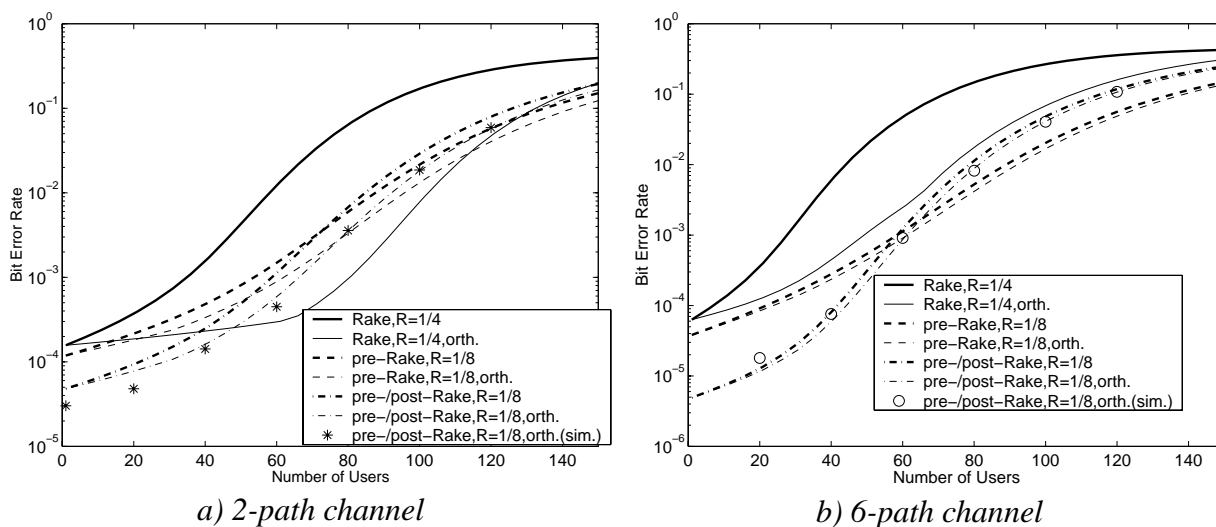 10^0
10^-1
10^-2
10^-3
10^-4
10^-5
Bit Error Rate
0 20 40 60 80 100 120 140
Number of Users
Rake,R=1/4
Rake,R=1/4,orth.
pre-Rake,R=1/8
pre-Rake,R=1/8,orth.
pre-/post-Rake,R=1/8
pre-/post-Rake,R=1/8,orth.
pre-/post-Rake,R=1/8,orth.(sim.)
a) 2-path channel
10^0
10^-1
10^-2
10^-3
10^-4
10^-5
10^-6
Bit Error Rate
0 20 40 60 80 100 120 140
Number of Users
Rake,R=1/4
Rake,R=1/4,orth.
pre-Rake,R=1/8
pre-Rake,R=1/8,orth.
pre-/post-Rake,R=1/8
pre-/post-Rake,R=1/8,orth.
pre-/post-Rake,R=1/8,orth.(sim.)
b) 6-path channel